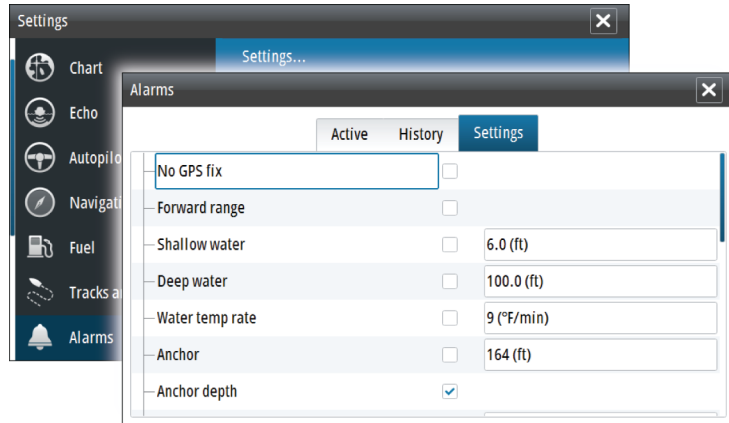 Settings
Settings...
Chart
Echo
Autopilo
Navigati
Fuel
Tracks a
Alarms
Alarms
Active History Settings
No GPS fix
Forward range
Shallow water 6.0 (ft)
Deep water 100.0 (ft)
Water temp rate 9 (°F/min)
Anchor 164 (ft)
Anchor depth